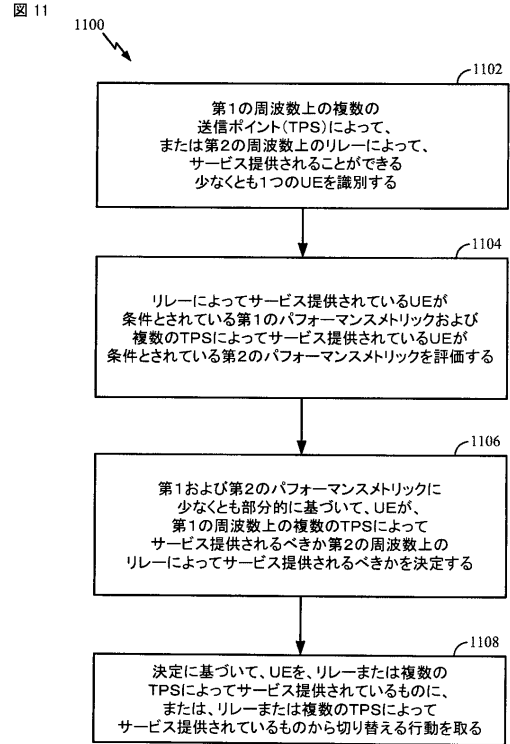 図 11
1100
1102
第1の周波数上の複数の
送信ポイント(TPS)によって、
または第2の周波数上のリレーによって、
サービス提供されることができる
少なくとも1つのUEを識別する
1104
リレーによってサービス提供されているUEが
条件とされている第1のパフォーマンスメトリックおよび
複数のTPSによってサービス提供されているUEが
条件とされている第2のパフォーマンスメトリックを評価する
1106
第1および第2のパフォーマンスメトリックに
少なくとも部分的に基づいて、UEが、
第1の周波数上の複数のTPSによって
サービス提供されるべきか第2の周波数上の
リレーによってサービス提供されるべきかを決定する
1108
決定に基づいて、UEを、リレーまたは複数の
TPSによってサービス提供されているものに、
または、リレーまたは複数のTPSによって
サービス提供されているものから切り替える行動を取る